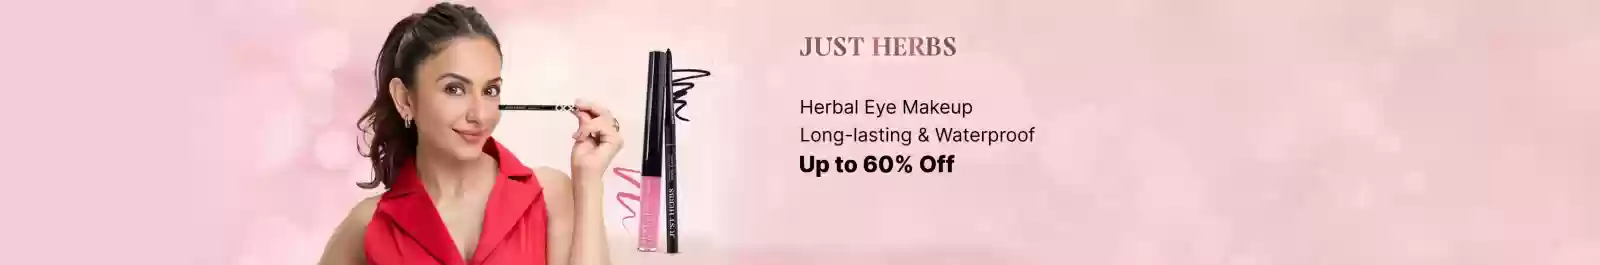 JUST HERBS
Herbal Eye Makeup
Long-lasting & Waterproof
Up to 60% Off
JUST HERBS